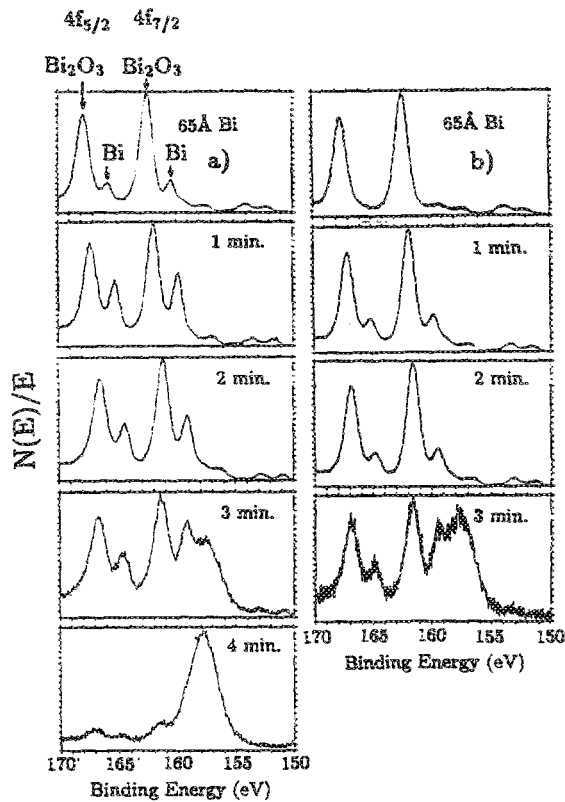 4f5/2 4f7/2
Bi2O3 Bi2O3
65Å Bi
Bi Bi a)
1 min.
2 min.
3 min.
4 min.
N(E)/E
170 165 160 155 150
Binding Energy (eV)
65Å Bi
b)
1 min.
2 min.
3 min.
170 165 160 155 150
Binding Energy (eV)